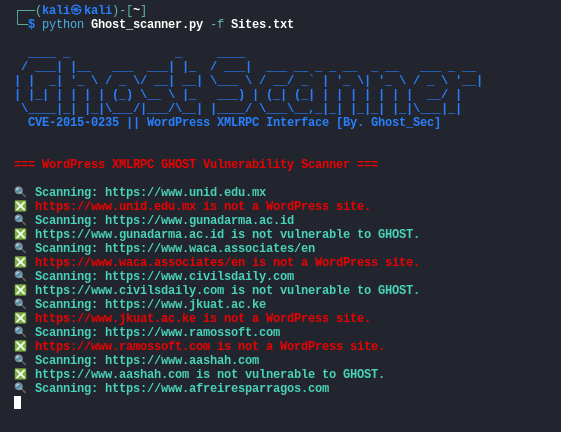 ┌──(kali㉿kali)-[~]
└─$ python Ghost_scanner.py -f Sites.txt
Ghost Scanner
CVE-2015-0235 || WordPress XMLRPC Interface [By. Ghost_Sec]
=== WordPress XMLRPC GHOST Vulnerability Scanner ===
🔍 Scanning: https://www.unid.edu.mx
❎ https://www.unid.edu.mx is not a WordPress site.
🔍 Scanning: https://www.gunadarma.ac.id
❎ https://www.gunadarma.ac.id is not vulnerable to GHOST.
🔍 Scanning: https://www.waca.associates/en
❎ https://www.waca.associates/en is not a WordPress site.
🔍 Scanning: https://www.civilsdaily.com
❎ https://www.civilsdaily.com is not vulnerable to GHOST.
🔍 Scanning: https://www.jkuat.ac.ke
❎ https://www.jkuat.ac.ke is not a WordPress site.
🔍 Scanning: https://www.ramossoft.com
❎ https://www.ramossoft.com is not a WordPress site.
🔍 Scanning: https://www.aashah.com
❎ https://www.aashah.com is not vulnerable to GHOST.
🔍 Scanning: https://www.afreiresparragos.com